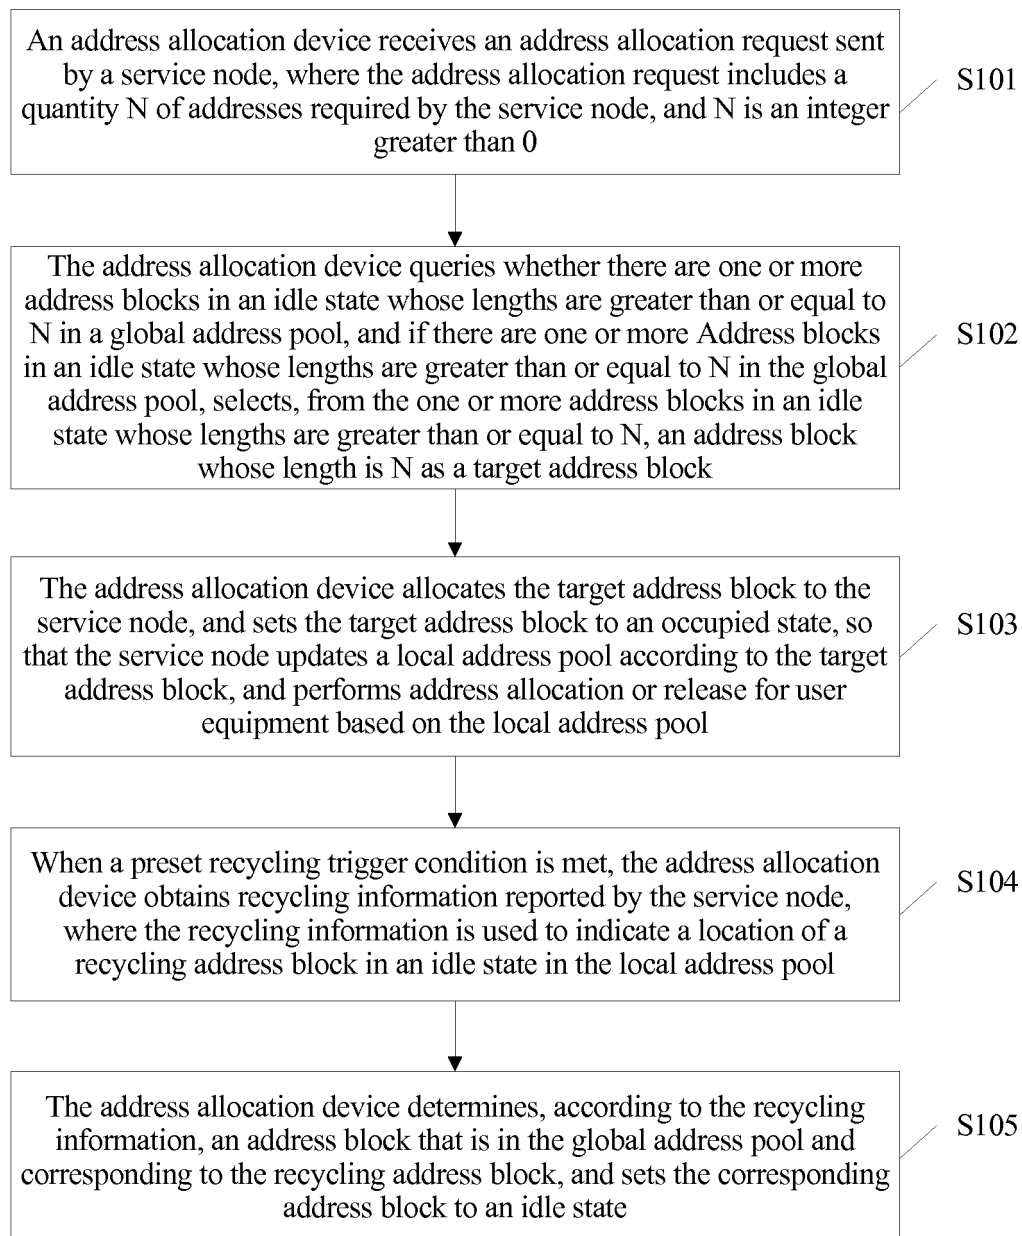 An address allocation device receives an address allocation request sent
by a service node, where the address allocation request includes a
quantity N of addresses required by the service node, and N is an integer
greater than 0
S101
The address allocation device queries whether there are one or more
address blocks in an idle state whose lengths are greater than or equal to
N in a global address pool, and if there are one or more Address blocks
in an idle state whose lengths are greater than or equal to N in the global
address pool, selects, from the one or more address blocks in an idle
state whose lengths are greater than or equal to N, an address block
whose length is N as a target address block
S102
The address allocation device allocates the target address block to the
service node, and sets the target address block to an occupied state, so
that the service node updates a local address pool according to the target
address block, and performs address allocation or release for user
equipment based on the local address pool
S103
When a preset recycling trigger condition is met, the address allocation
device obtains recycling information reported by the service node,
where the recycling information is used to indicate a location of a
recycling address block in an idle state in the local address pool
S104
The address allocation device determines, according to the recycling
information, an address block that is in the global address pool and
corresponding to the recycling address block, and sets the corresponding
address block to an idle state
S105